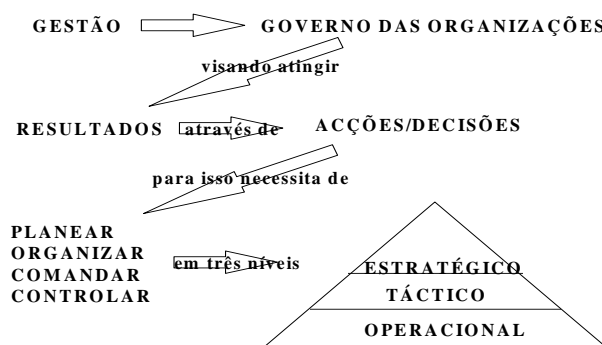 GESTÃO GOVERNO DAS ORGANIZAÇÕES
visando atingir
RESULTADOS através de ACÇÕES/DECISÕES
para isso necessita de
PLANEAR
ORGANIZAR
COMANDAR
CONTROLAR
em três níveis
ESTRATÉGICO
TÁCTICO
OPERACIONAL